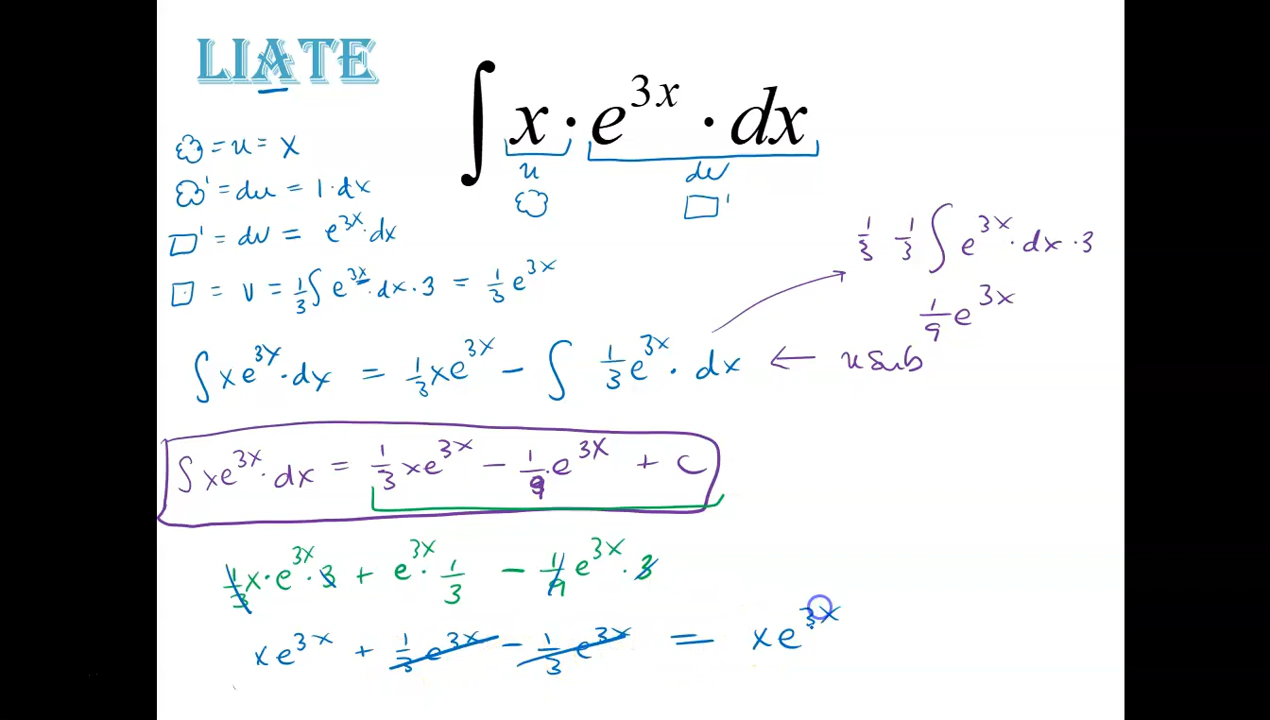 LIATE
∫ x · e^{3x} · dx
u dv
= u = x
' = du = 1 · dx
' = dv = e^{3x} · dx
= v = 1/3 ∫ e^{3x} · dx · 3 = 1/3 e^{3x}
1/3 1/3 ∫ e^{3x} · dx · 3
1/9 e^{3x}
∫ xe^{3x} · dx = 1/3 xe^{3x} − ∫ 1/3 e^{3x} · dx ← u sub
∫ xe^{3x} · dx = 1/3 xe^{3x} − 1/9 e^{3x} + C
1/3 x · e^{3x} · 3 + e^{3x} · 1/3 − 1/9 e^{3x} · 3
xe^{3x} + 1/3 e^{3x} − 1/3 e^{3x} = xe^{3x}